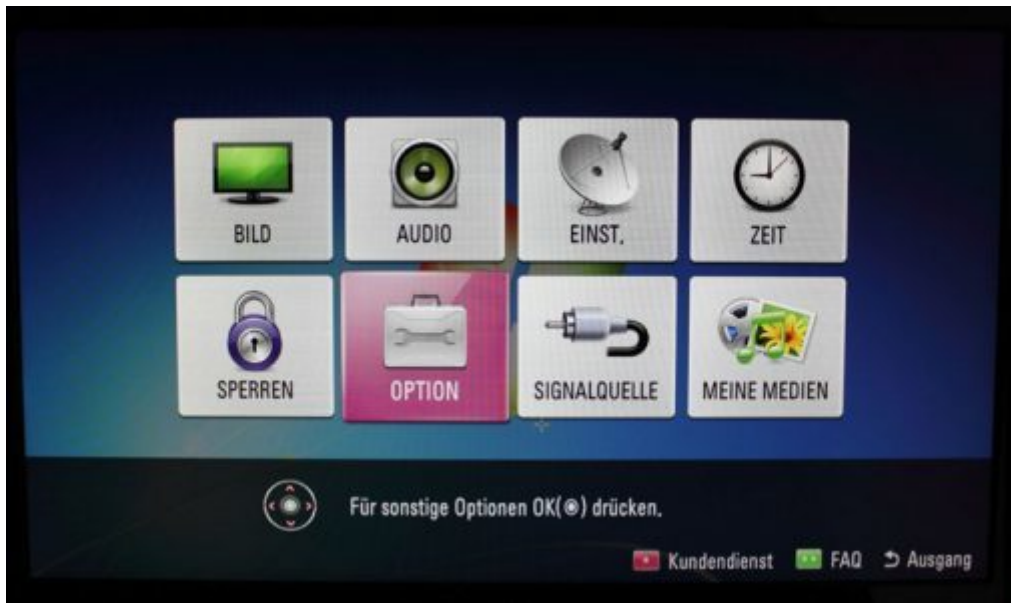 BILD
AUDIO
EINST.
ZEIT
SPERREN
OPTION
SIGNALQUELLE
MEINE MEDIEN
Für sonstige Optionen OK(◉) drücken.
Kundendienst
FAQ
Ausgang